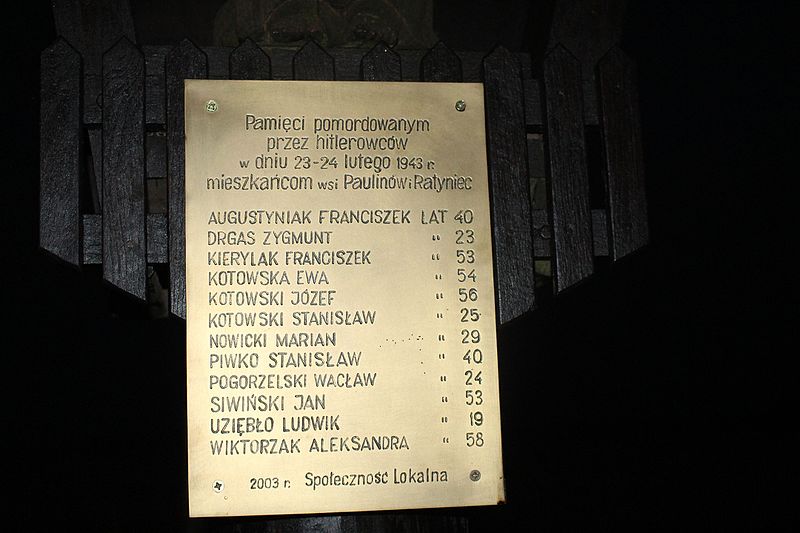 Pamięci pomordowanym
przez hitlerowców
w dniu 23-24 lutego 1943 r.
mieszkańcom wsi Paulinów i Ratyniec
AUGUSTYNIAK FRANCISZEK LAT 40
DRGAS ZYGMUNT " 23
KIERYLAK FRANCISZEK " 53
KOTOWSKA EWA " 54
KOTOWSKI JÓZEF " 56
KOTOWSKI STANISŁAW " 25
NOWICKI MARIAN " 29
PIWKO STANISŁAW " 40
POGORZELSKI WACŁAW " 24
SIWIŃSKI JAN " 53
UZIĘBŁO LUDWIK " 19
WIKTORZAK ALEKSANDRA " 58
2003 r. Społeczność Lokalna